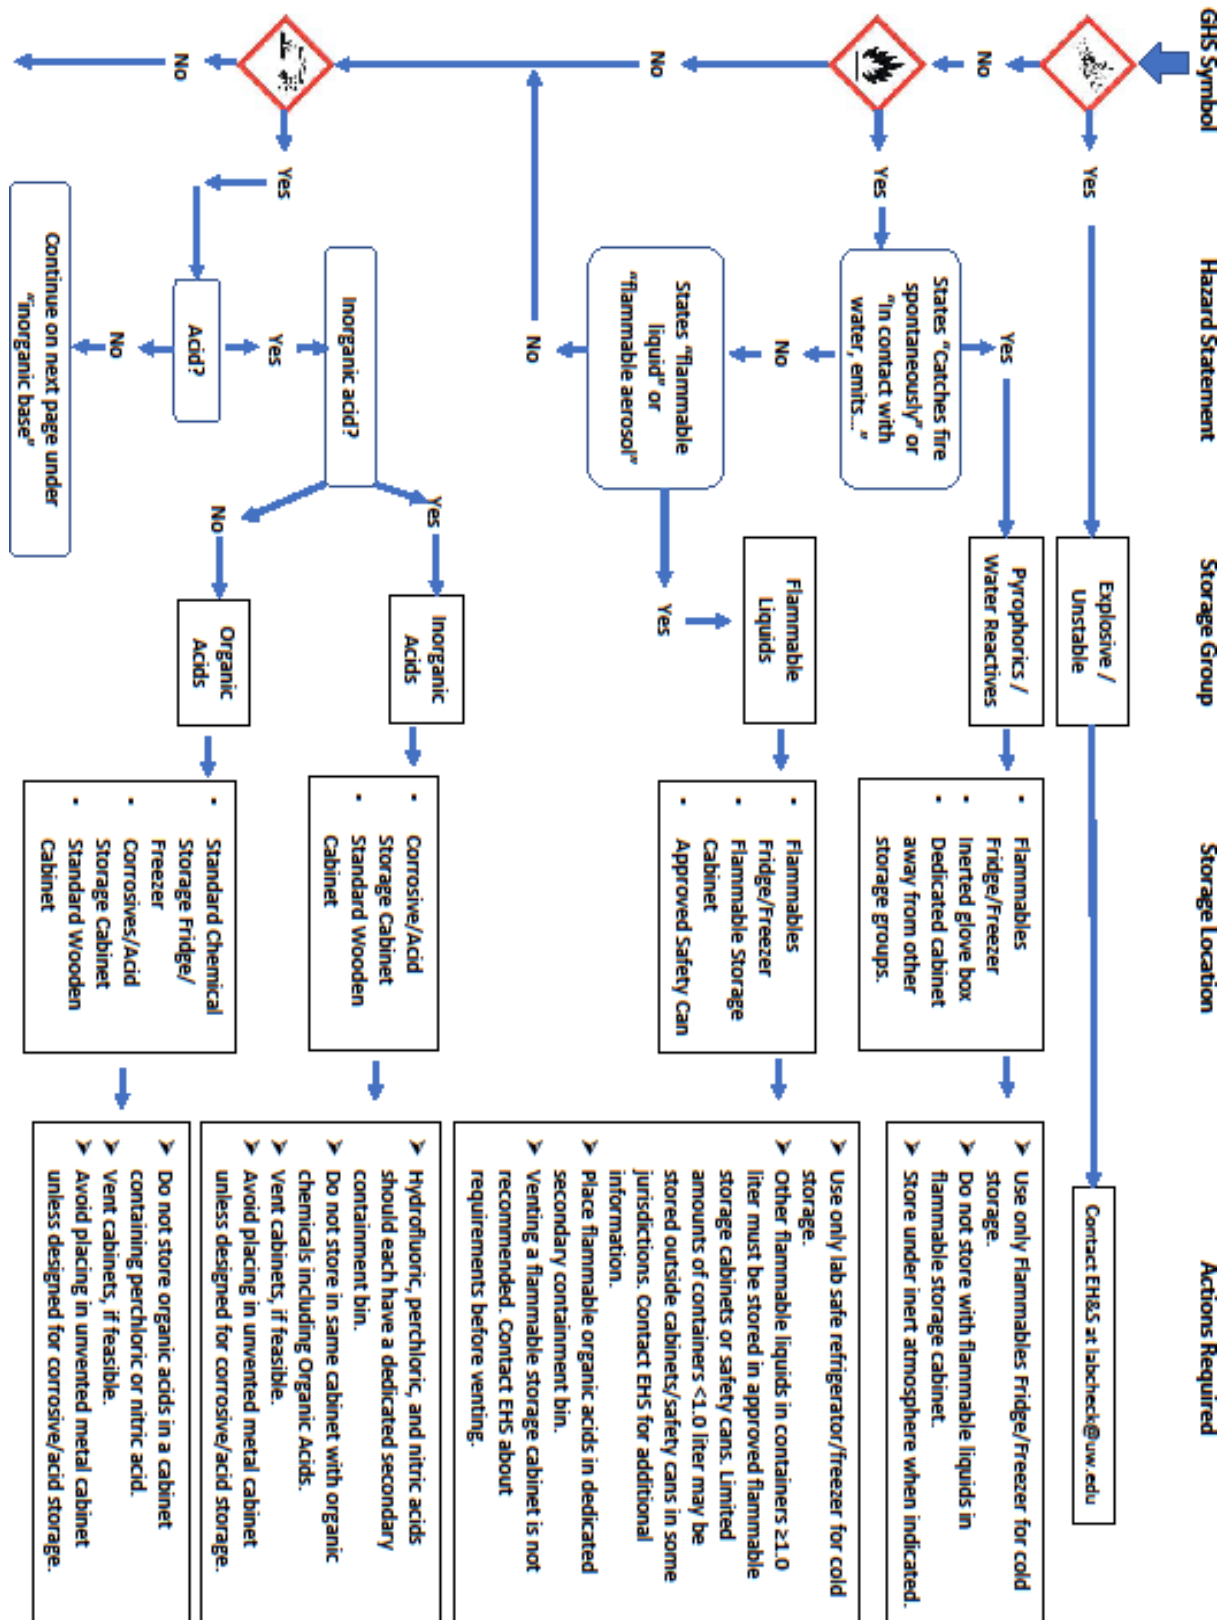 GHS Symbol
Hazard Statement
Storage Group
Storage Location
Actions Required
Yes
Explosive /
Unstable
Contact EH&S at labcheck@uw.edu
No
Yes
States “Catches fire
spontaneously” or
“In contact with
water, emits...”
Yes
Pyrophorics /
Water Reactives
▪ Flammables
Fridge/Freezer
▪ Inerted glove box
▪ Dedicated cabinet
away from other
storage groups.
➤ Use only Flammables Fridge/Freezer for cold
storage.
➤ Do not store with flammable liquids in
flammable storage cabinet.
➤ Store under inert atmosphere when indicated.
No
No
States “flammable
liquid” or
“flammable aerosol”
Yes
Flammable
Liquids
▪ Flammables
Fridge/Freezer
▪ Flammable Storage
Cabinet
▪ Approved Safety Can
➤ Use only lab safe refrigerator/freezer for cold
storage.
➤ Other flammable liquids in containers ≥1.0
liter must be stored in approved flammable
storage cabinets or safety cans. Limited
amounts of containers <1.0 liter may be
stored outside cabinets/safety cans in some
jurisdictions. Contact EHS for additional
information.
➤ Place flammable organic acids in dedicated
secondary containment bin.
➤ Venting a flammable storage cabinet is not
recommended. Contact EHS about
requirements before venting.
No
Yes
Inorganic acid?
Yes
Inorganic
Acids
▪ Corrosive/Acid
Storage Cabinet
▪ Standard Wooden
Cabinet
➤ Hydrofluoric, perchloric, and nitric acids
should each have a dedicated secondary
containment bin.
➤ Do not store in same cabinet with organic
chemicals including Organic Acids.
➤ Vent cabinets, if feasible.
➤ Avoid placing in unvented metal cabinet
unless designed for corrosive/acid storage.
Yes
Acid?
No
Organic
Acids
▪ Standard Chemical
Storage Fridge/
Freezer
▪ Corrosives/Acid
Storage Cabinet
▪ Standard Wooden
Cabinet
➤ Do not store organic acids in a cabinet
containing perchloric or nitric acid.
➤ Vent cabinets, if feasible.
➤ Avoid placing in unvented metal cabinet
unless designed for corrosive/acid storage.
No
No
Continue on next page under
“inorganic base”